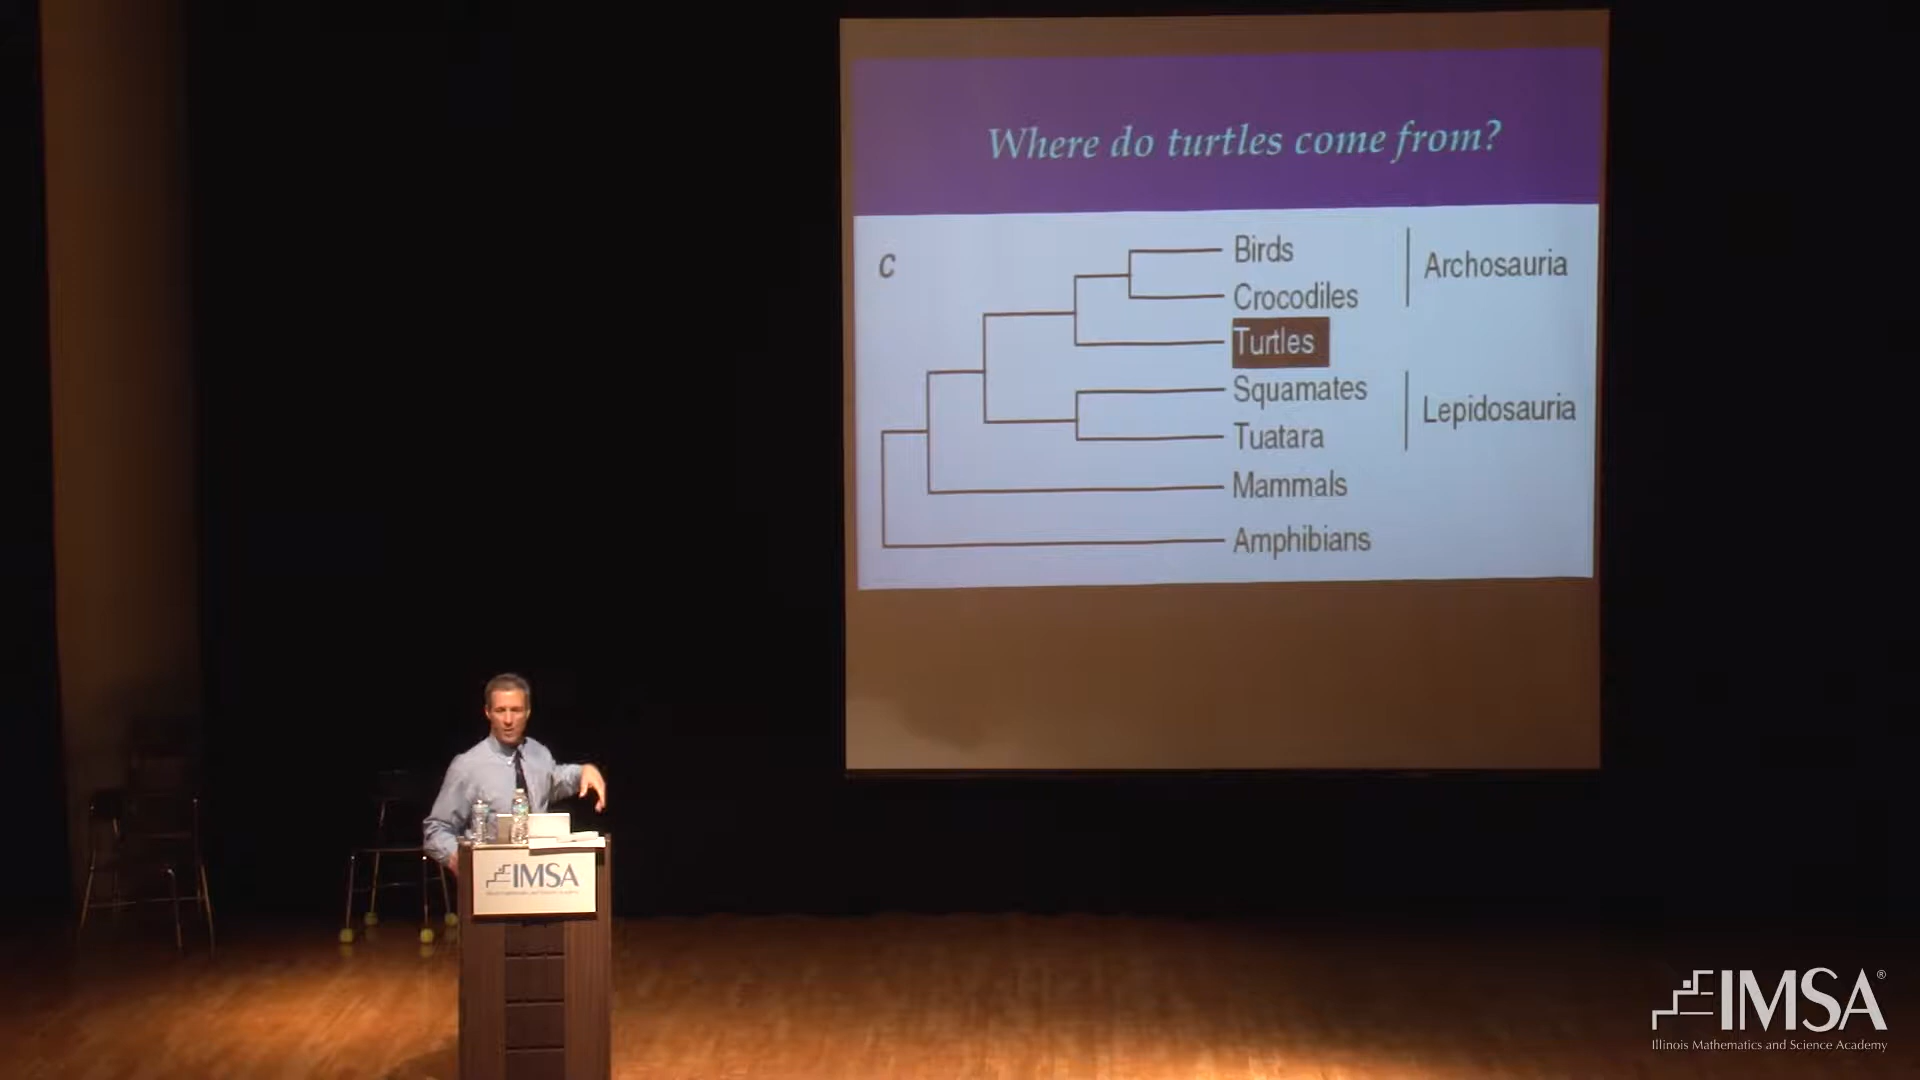 Where do turtles come from?
C
Birds
Crocodiles
Archosauria
Turtles
Squamates
Tuatara
Lepidosauria
Mammals
Amphibians
IMSA
IMSA®
Illinois Mathematics and Science Academy